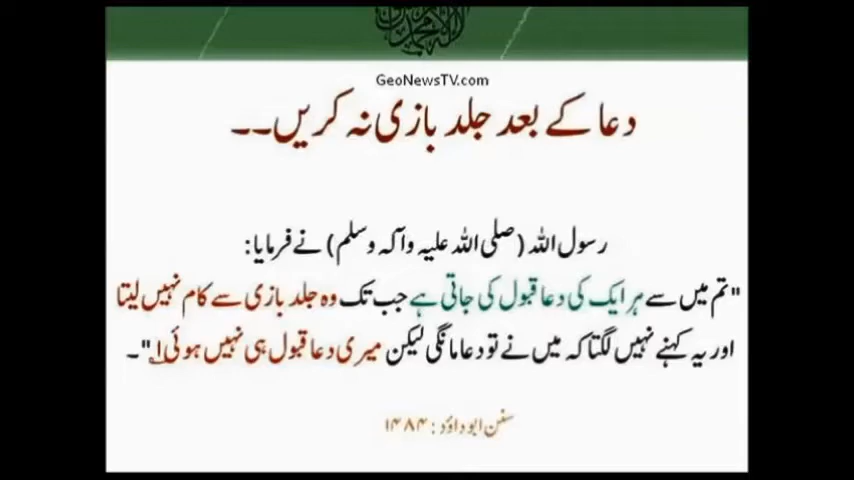 GeoNewsTV.com
دعا کے بعد جلد بازی نہ کریں۔۔
رسول اللہ (صلی اللہ علیہ وآکہ وسلم) نے فرمایا:
"تم میں سے ہر ایک کی دعا قبول کی جاتی ہے جب تک وہ جلد بازی سے کام نہیں لیتا
اور یہ کہنے نہیں لگتا کہ میں نے تو دعا مانگی لیکن میری دعا قبول ہی نہیں ہوئی!"۔
سنن ابو داؤد: ۱۴۸۴